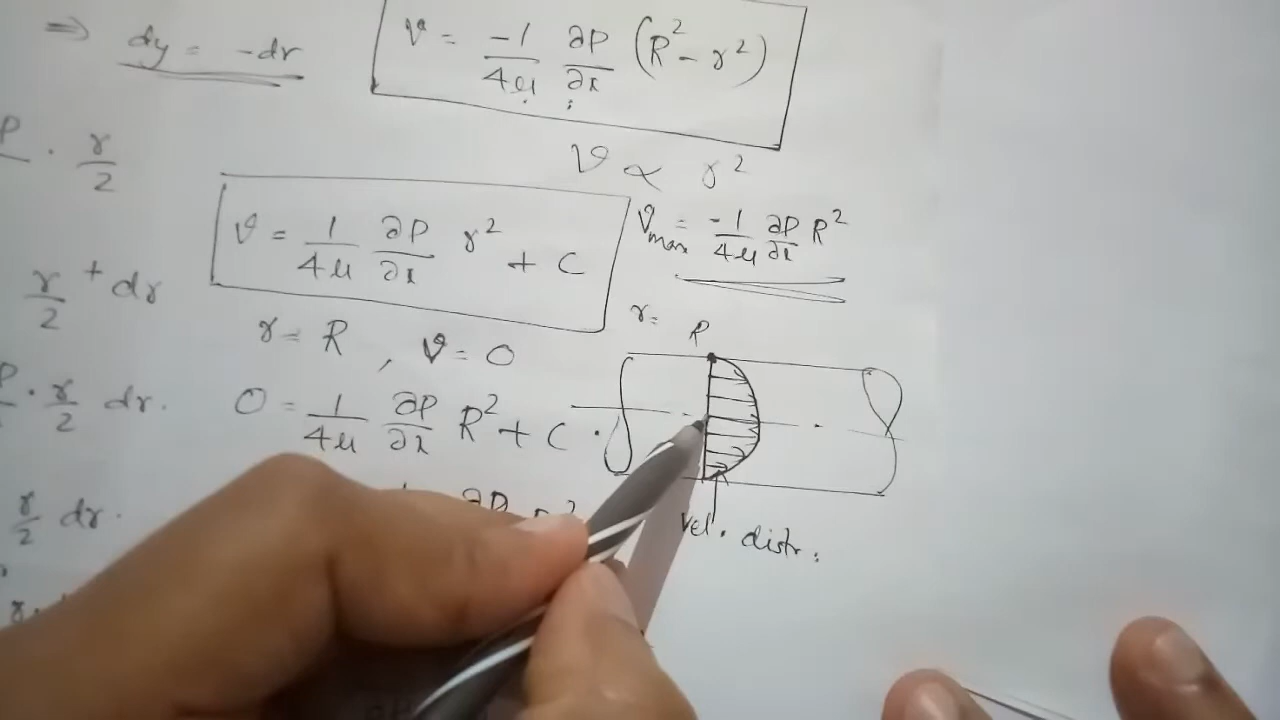 ⇒ dy = -dr
v = -1/4μ ∂P/∂x (R² - r²)
P . r/2
v ∝ r²
v = 1/4μ ∂P/∂x r² + C
v max = -1/4μ ∂P/∂x R²
r/2 + dr
r = R , v = 0
r = R
P . r/2 dr.
0 = 1/4μ ∂P/∂x R² + C .
r/2 dr.
∂P
vel. distr.